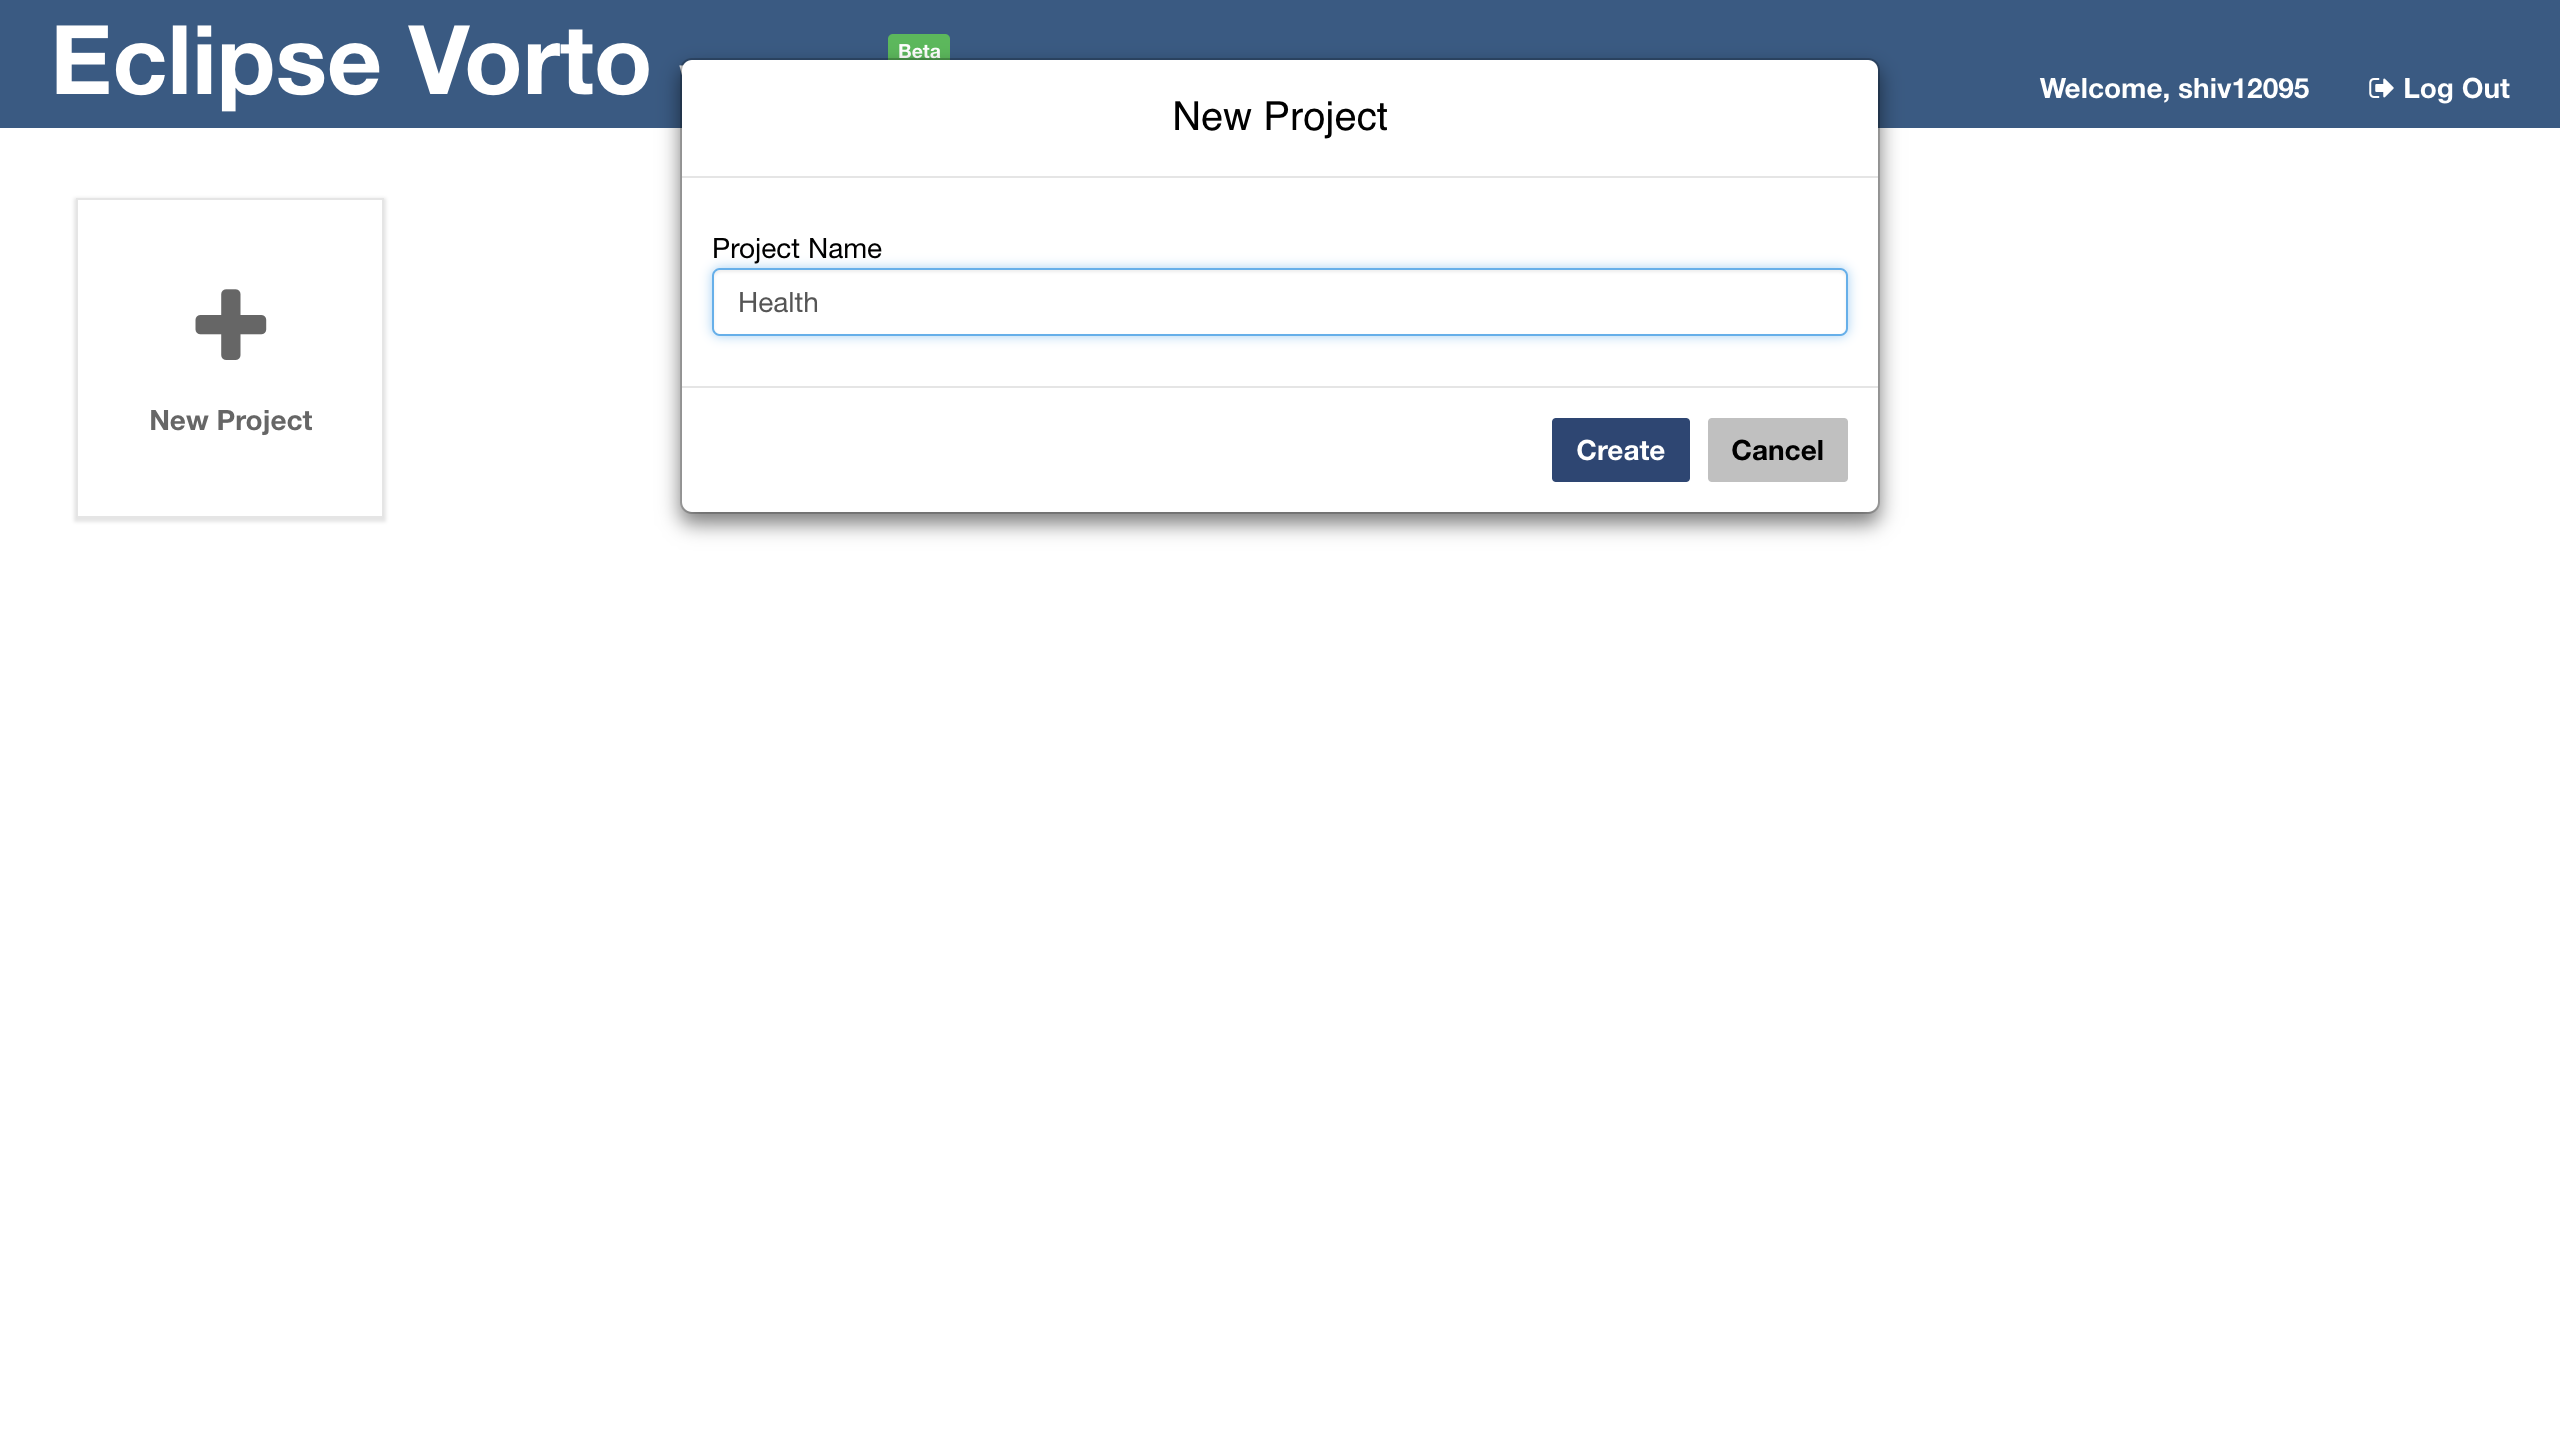 Eclipse Vorto
Beta
Welcome, shiv12095
Log Out
New Project
Project Name
Health
Create
Cancel
New Project